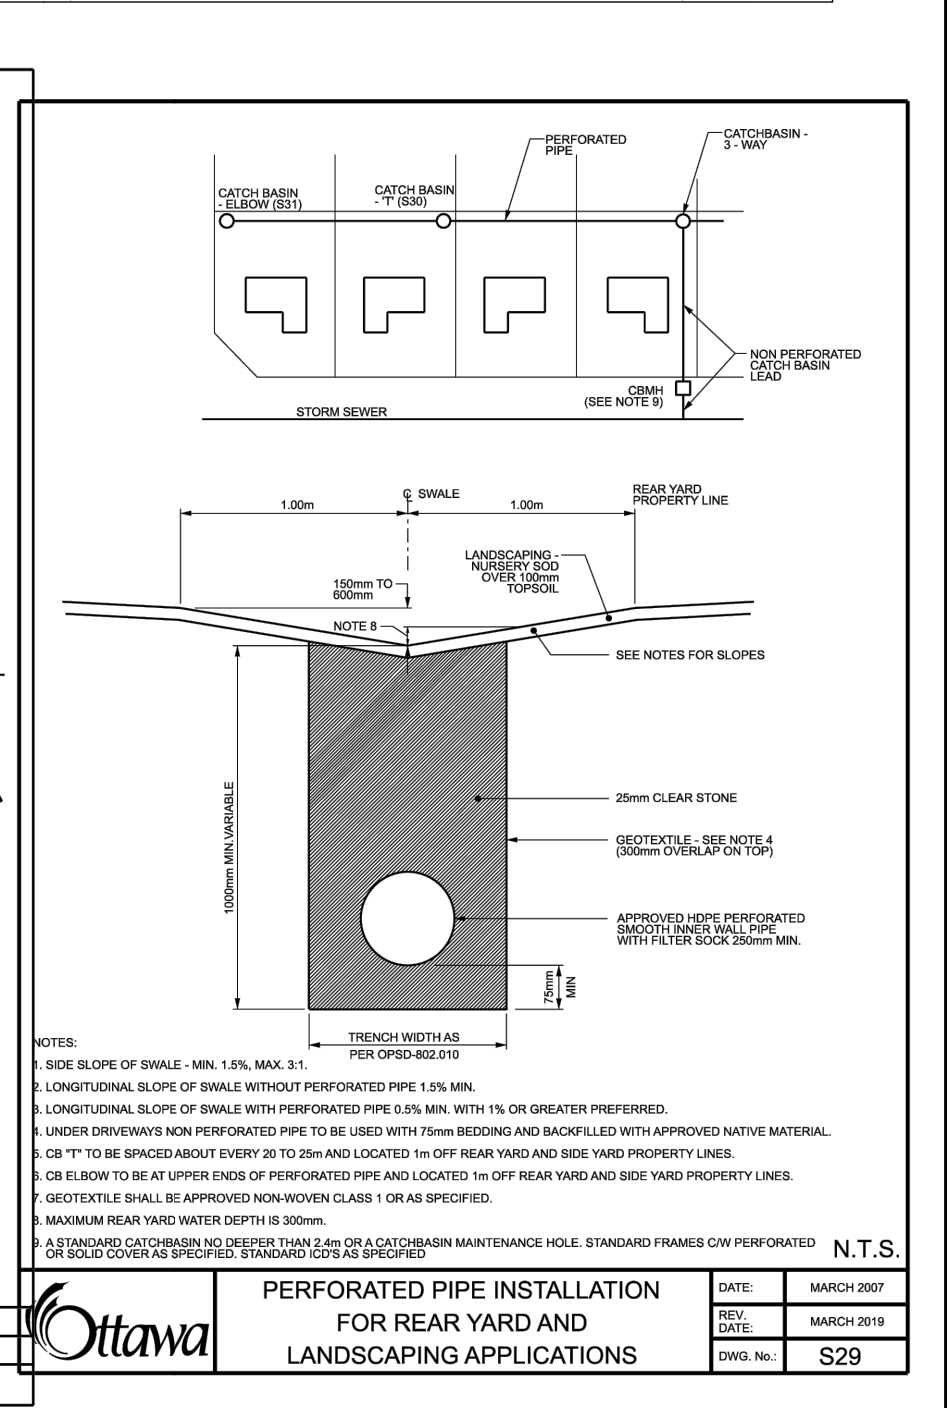 PERFORATED
PIPE
CATCHBASIN -
3 - WAY
CATCH BASIN
- ELBOW (S31)
CATCH BASIN
- 'T' (S30)
NON PERFORATED
CATCH BASIN
LEAD
CBMH
(SEE NOTE 9)
STORM SEWER
℄ SWALE
REAR YARD
PROPERTY LINE
1.00m
1.00m
LANDSCAPING -
NURSERY SOD
OVER 100mm
TOPSOIL
150mm TO
600mm
NOTE 8
SEE NOTES FOR SLOPES
1000mm MIN.VARIABLE
25mm CLEAR STONE
GEOTEXTILE - SEE NOTE 4
(300mm OVERLAP ON TOP)
APPROVED HDPE PERFORATED
SMOOTH INNER WALL PIPE
WITH FILTER SOCK 250mm MIN.
75mm
MIN
TRENCH WIDTH AS
PER OPSD-802.010
NOTES:
1. SIDE SLOPE OF SWALE - MIN. 1.5%, MAX. 3:1.
2. LONGITUDINAL SLOPE OF SWALE WITHOUT PERFORATED PIPE 1.5% MIN.
3. LONGITUDINAL SLOPE OF SWALE WITH PERFORATED PIPE 0.5% MIN. WITH 1% OR GREATER PREFERRED.
4. UNDER DRIVEWAYS NON PERFORATED PIPE TO BE USED WITH 75mm BEDDING AND BACKFILLED WITH APPROVED NATIVE MATERIAL.
5. CB "T" TO BE SPACED ABOUT EVERY 20 TO 25m AND LOCATED 1m OFF REAR YARD AND SIDE YARD PROPERTY LINES.
6. CB ELBOW TO BE AT UPPER ENDS OF PERFORATED PIPE AND LOCATED 1m OFF REAR YARD AND SIDE YARD PROPERTY LINES.
7. GEOTEXTILE SHALL BE APPROVED NON-WOVEN CLASS 1 OR AS SPECIFIED.
8. MAXIMUM REAR YARD WATER DEPTH IS 300mm.
9. A STANDARD CATCHBASIN NO DEEPER THAN 2.4m OR A CATCHBASIN MAINTENANCE HOLE. STANDARD FRAMES C/W PERFORATED
OR SOLID COVER AS SPECIFIED. STANDARD ICD'S AS SPECIFIED
N.T.S.
Ottawa
PERFORATED PIPE INSTALLATION
FOR REAR YARD AND
LANDSCAPING APPLICATIONS
DATE: MARCH 2007
REV.
DATE: MARCH 2019
DWG. No.: S29